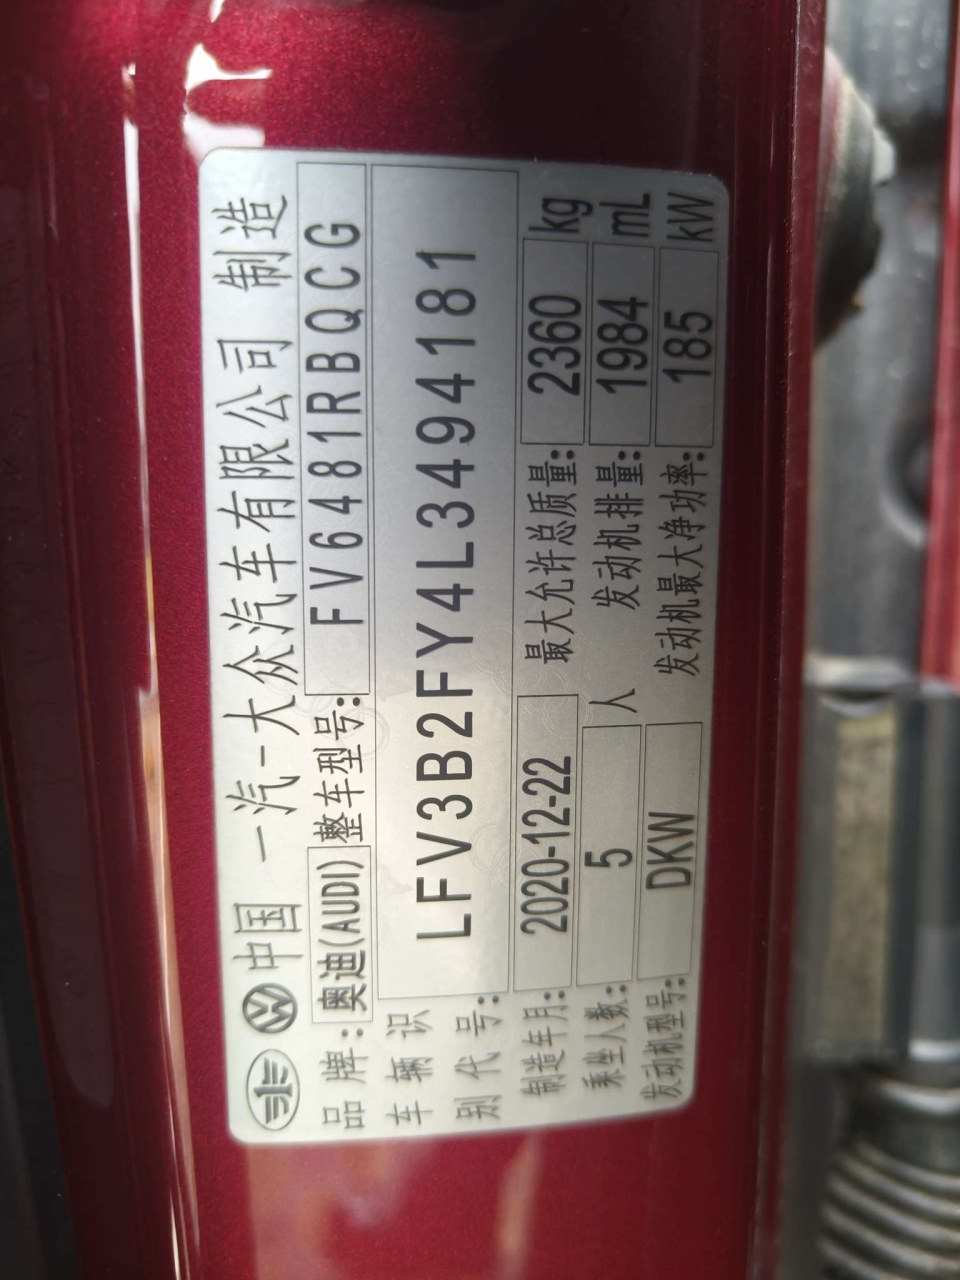 中国 一汽-大众汽车有限公司 制造
品牌: 奥迪(AUDI) 整车型号: FV6481RBQCG
车辆识别代号: LFV3B2FY4L3494181
制造年月: 2020-12-22 最大允许总质量: 2360 kg
乘坐人数: 5 人 发动机排量: 1984 mL
发动机型号: DKW 发动机最大净功率: 185 kW